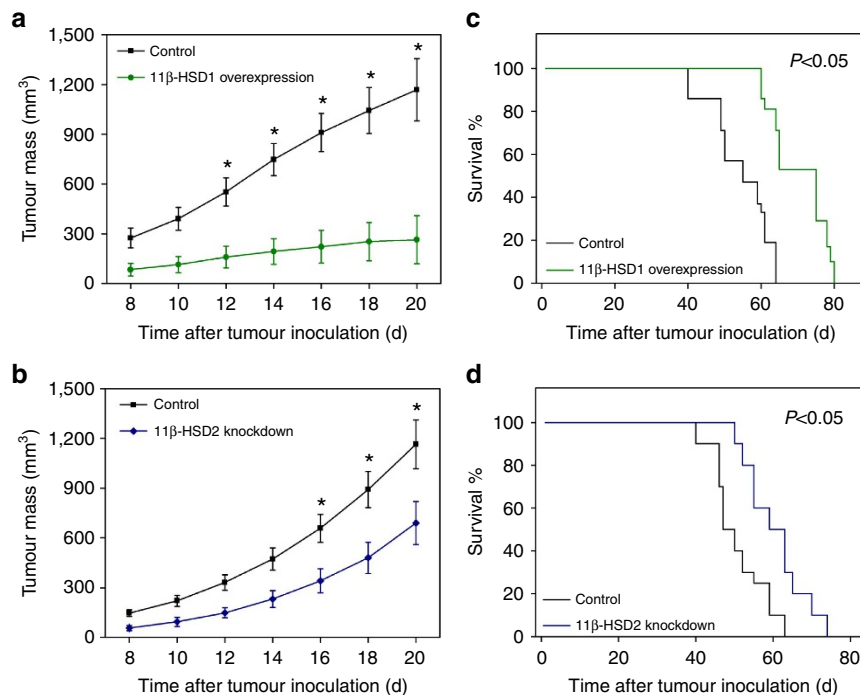 a
1,500
1,200
900
600
300
0
Tumour mass (mm³)
Control
11β-HSD1 overexpression
* * * * *
8 10 12 14 16 18 20
Time after tumour inoculation (d)
c
100
80
60
40
20
0
Survival %
P<0.05
Control
11β-HSD1 overexpression
0 20 40 60 80
Time after tumour inoculation (d)
b
1,500
1,200
900
600
300
0
Tumour mass (mm³)
Control
11β-HSD2 knockdown
* * *
8 10 12 14 16 18 20
Time after tumour inoculation (d)
d
100
80
60
40
20
0
Survival %
P<0.05
Control
11β-HSD2 knockdown
0 20 40 60 80
Time after tumour inoculation (d)